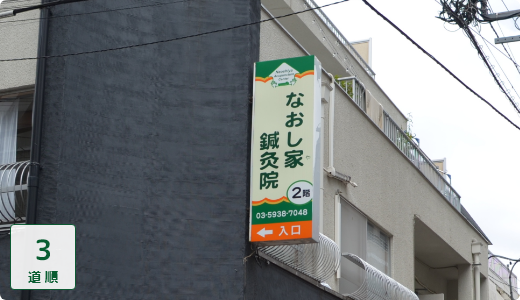 なおし家
鍼灸院
2階
03-5938-7048
入口
3
道順